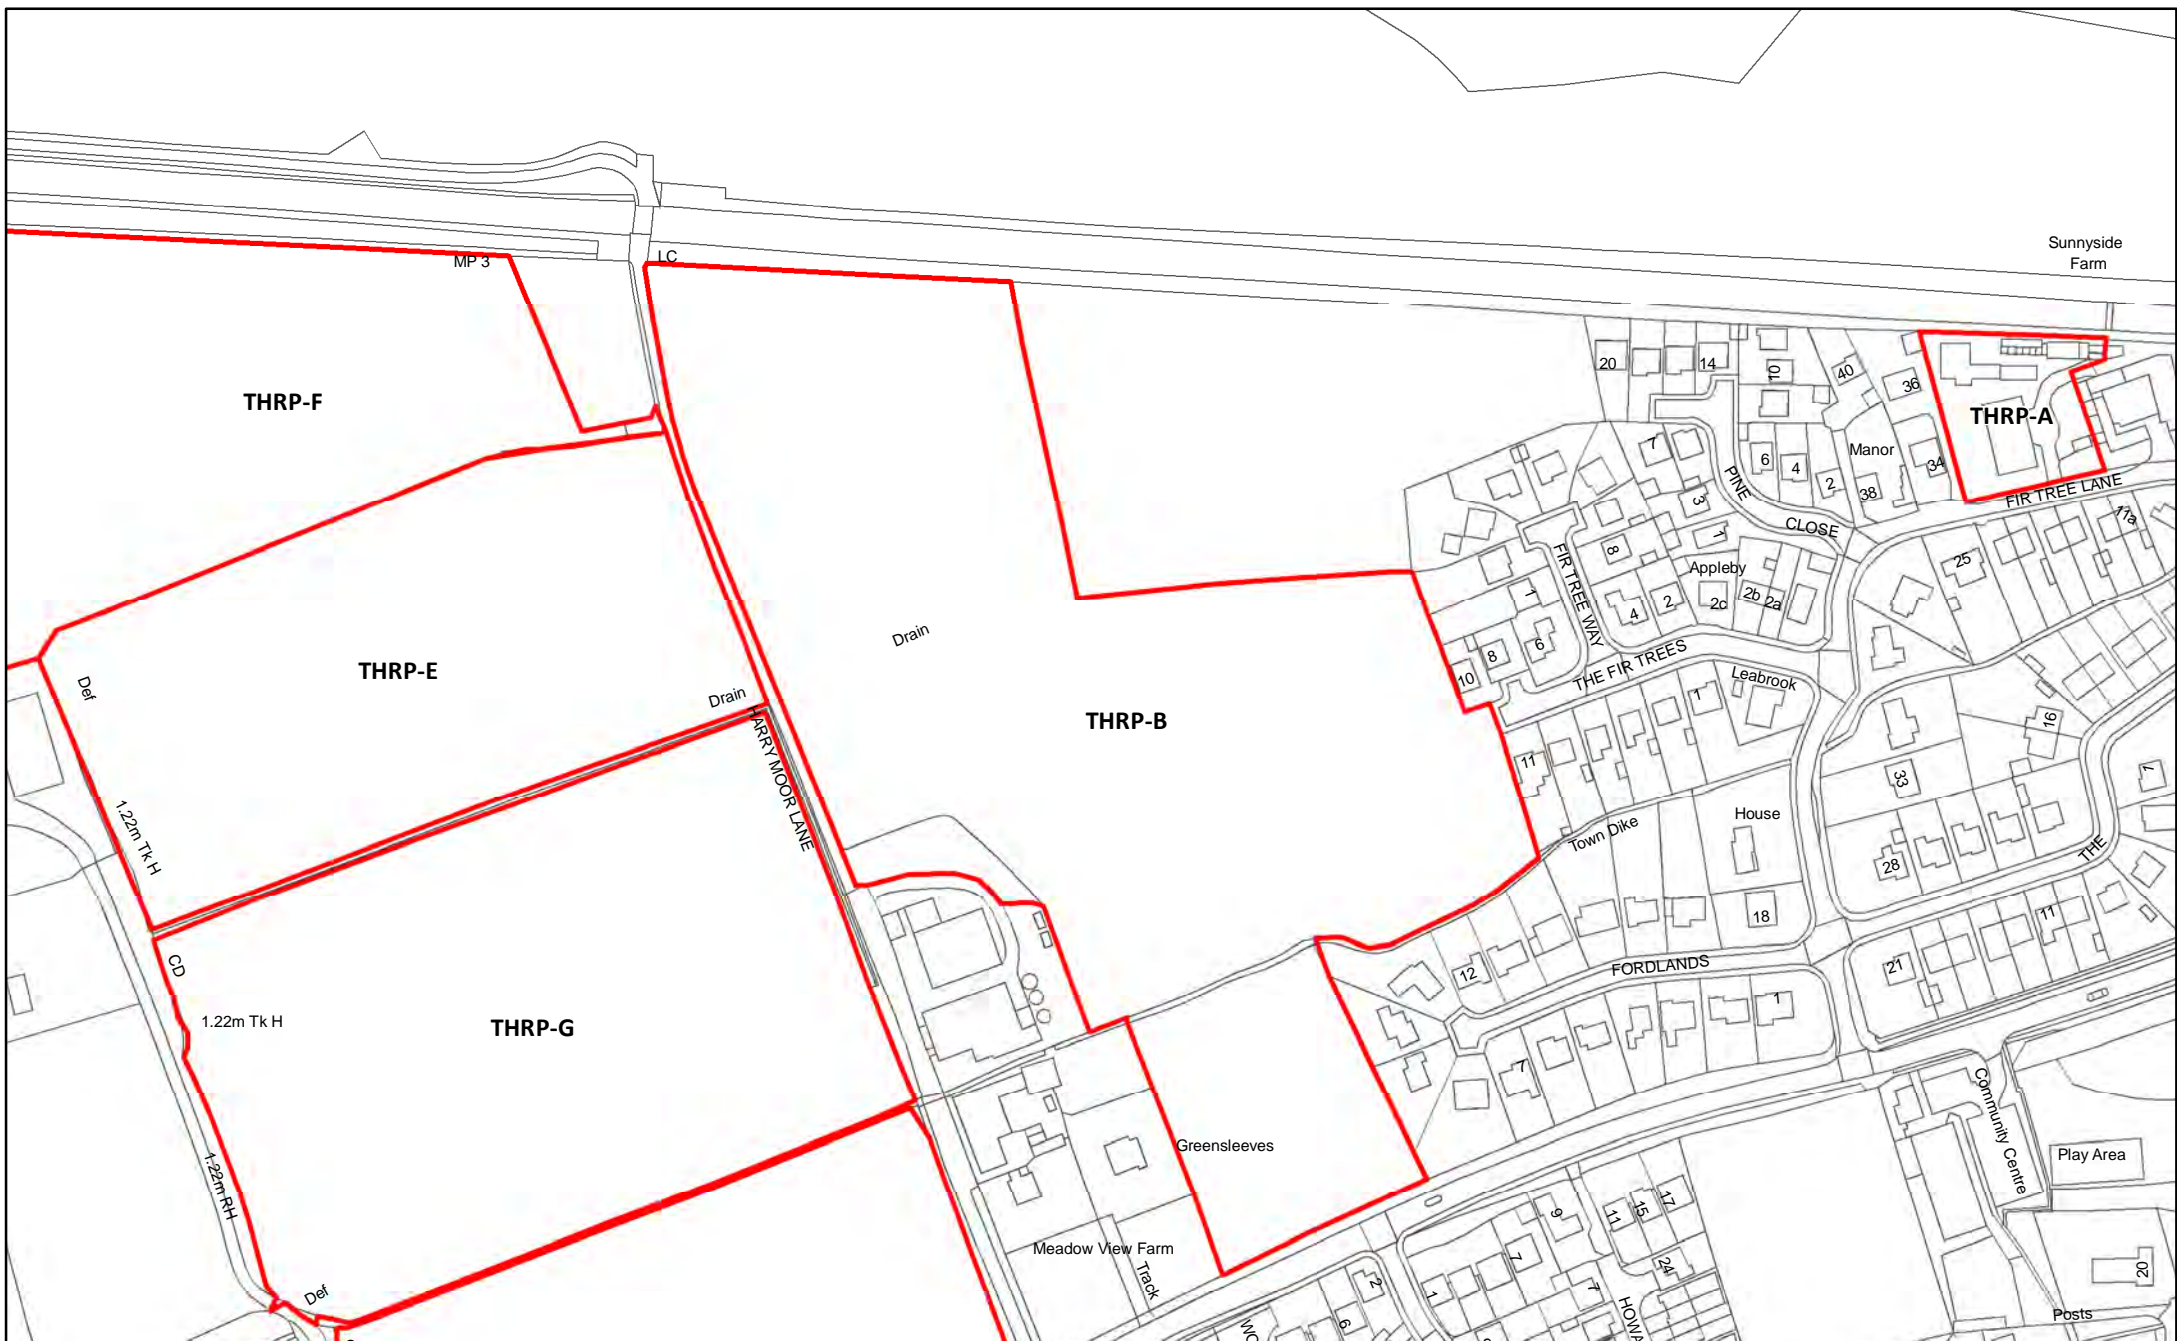 Sunnyside
Farm
MP 3
LC
THRP-F
THRP-A
20
14
10
40
36
7
6
4
2
Manor
38
34
PINE
CLOSE
3
1
FIR TREE LANE
11a
25
FIR TREE WAY
8
Appleby
2c
2b
2a
4
2
1
6
8
10
THE FIR TREES
Leabrook
1
Drain
THRP-E
Def
Drain
THRP-B
HARRY MOOR LANE
11
16
33
7
1.22m Tk H
House
Town Dike
28
THE
18
11
12
FORDLANDS
21
CD
1.22m Tk H
THRP-G
1
7
Community Centre
Play Area
Greensleeves
1.22m RH
Meadow View Farm
Track
9
11
15
17
7
24
2
1
7
6
20
Def
HOWA
WO
Posts